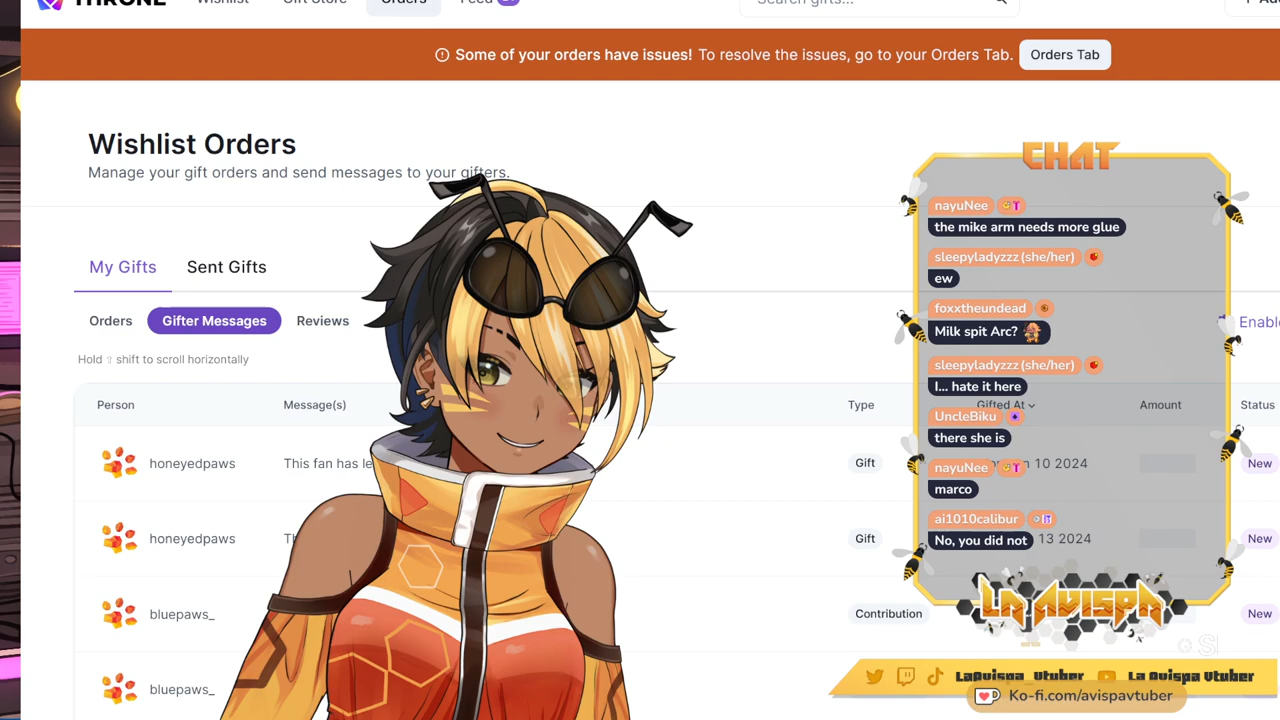 THRONE
Wishlist
Gift Store
Orders
Feed
Search gifts...
Some of your orders have issues! To resolve the issues, go to your Orders Tab.
Orders Tab
Wishlist Orders
Manage your gift orders and send messages to your gifters.
My Gifts
Sent Gifts
Orders
Gifter Messages
Reviews
Hold ⇧ shift to scroll horizontally
Person
Message(s)
Type
Gifted At
Amount
Status
honeyedpaws
This fan has le
Gift
10 2024
New
honeyedpaws
Gift
13 2024
New
bluepaws_
Contribution
New
bluepaws_
CHAT
nayuNee
the mike arm needs more glue
sleepyladyzzz (she/her)
ew
foxxtheundead
Milk spit Arc?
sleepyladyzzz (she/her)
I... hate it here
UncleBiku
there she is
nayuNee
marco
ai1010calibur
No, you did not
LA AVISPA
LaAvispa_Vtuber
La Avispa Vtuber
Ko-fi.com/avispavtuber